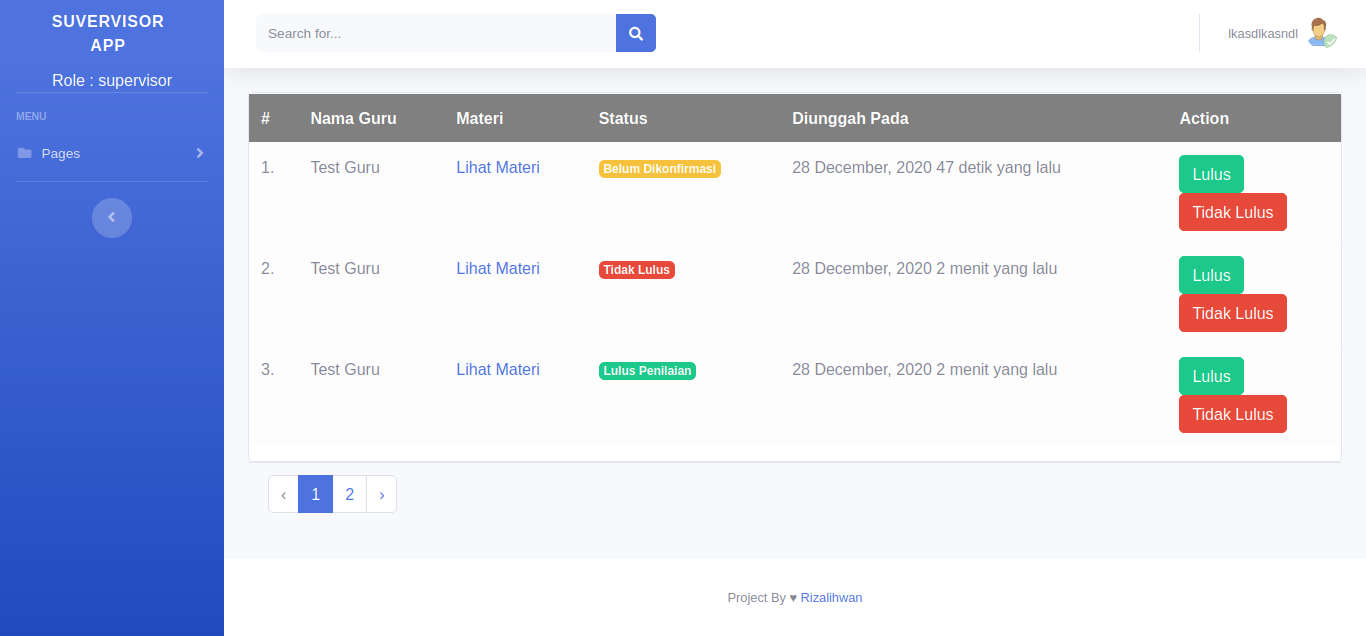 SUVERVISOR
APP
Role : supervisor
MENU
Pages
Search for...
lkasdlkasndl
# Nama Guru Materi Status Diunggah Pada Action
1. Test Guru Lihat Materi Belum Dikonfirmasi 28 December, 2020 47 detik yang lalu Lulus
Tidak Lulus
2. Test Guru Lihat Materi Tidak Lulus 28 December, 2020 2 menit yang lalu Lulus
Tidak Lulus
3. Test Guru Lihat Materi Lulus Penilaian 28 December, 2020 2 menit yang lalu Lulus
Tidak Lulus
‹ 1 2 ›
Project By ♥ Rizalihwan